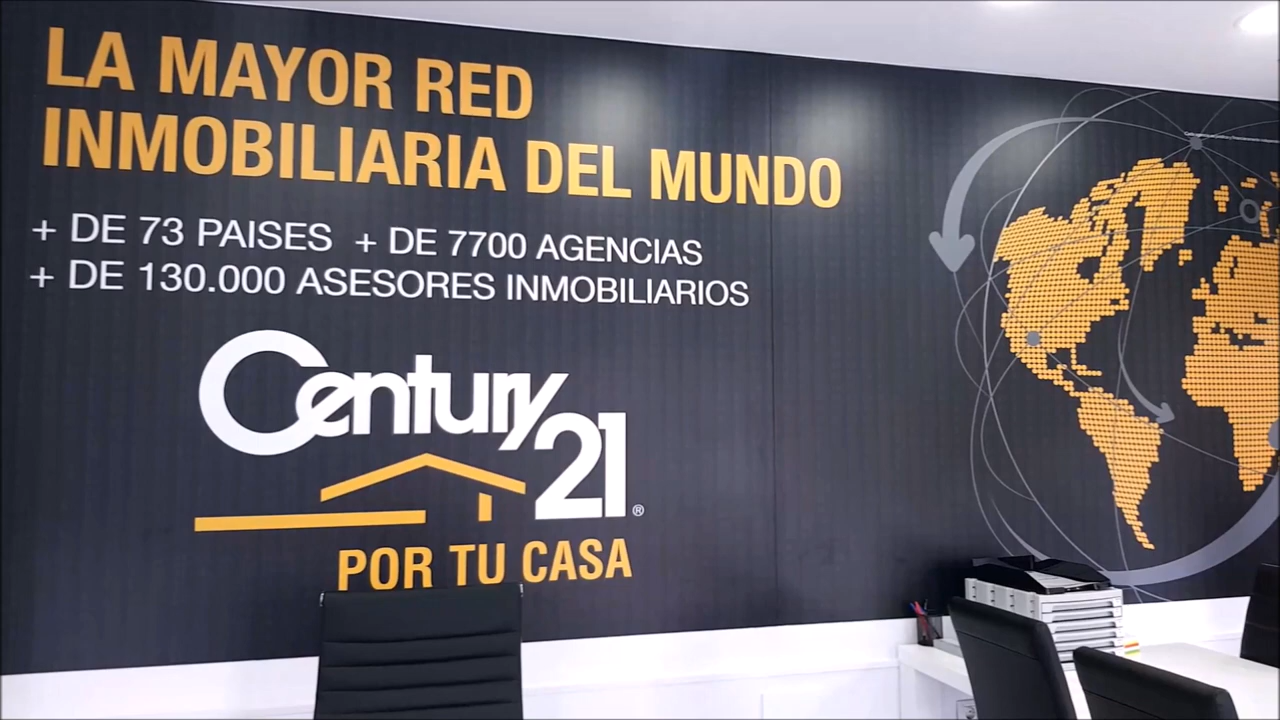 LA MAYOR RED
INMOBILIARIA DEL MUNDO
+ DE 73 PAISES + DE 7700 AGENCIAS
+ DE 130.000 ASESORES INMOBILIARIOS
Century
21®
POR TU CASA